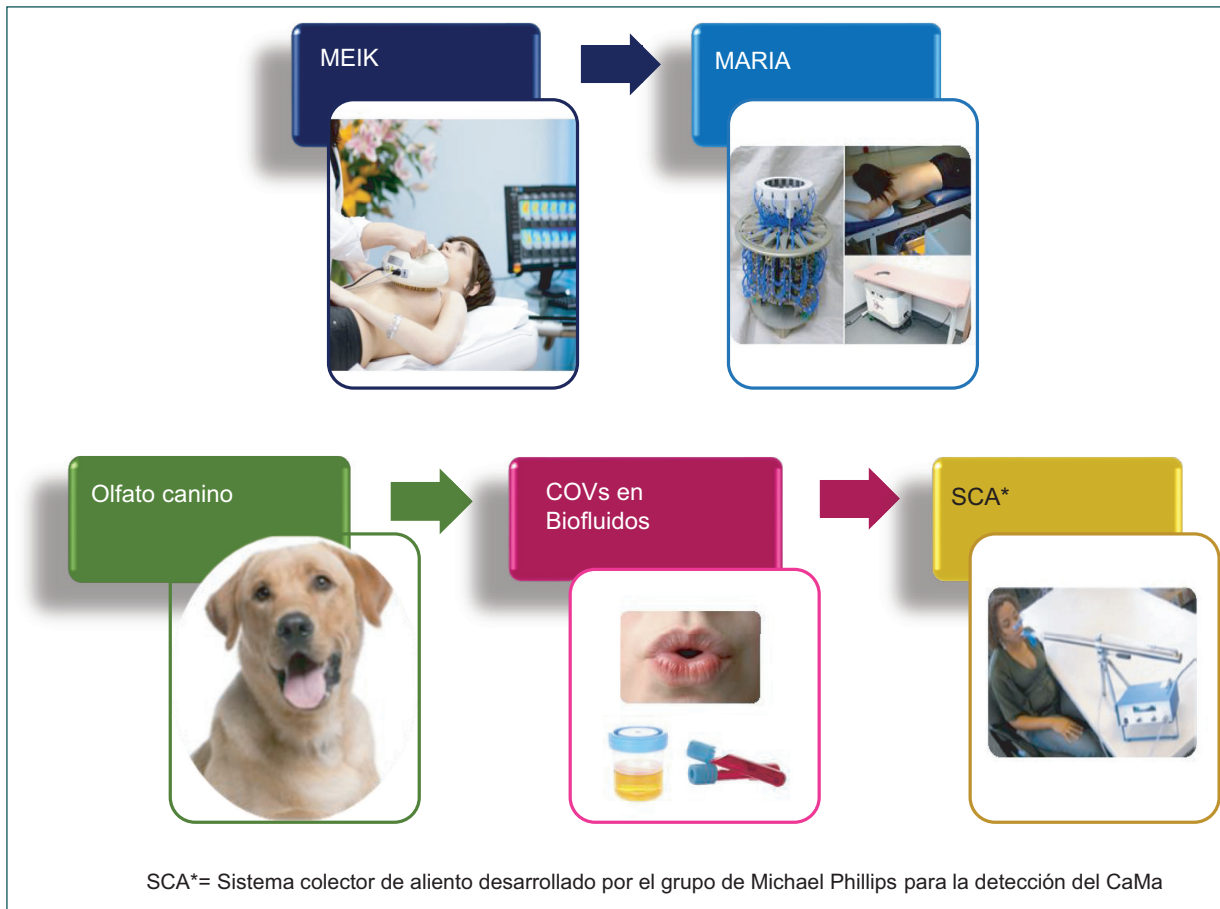 MEIK
MARIA
Olfato canino
COVs en
Biofluidos
SCA*
SCA*= Sistema colector de aliento desarrollado por el grupo de Michael Phillips para la detección del CaMa